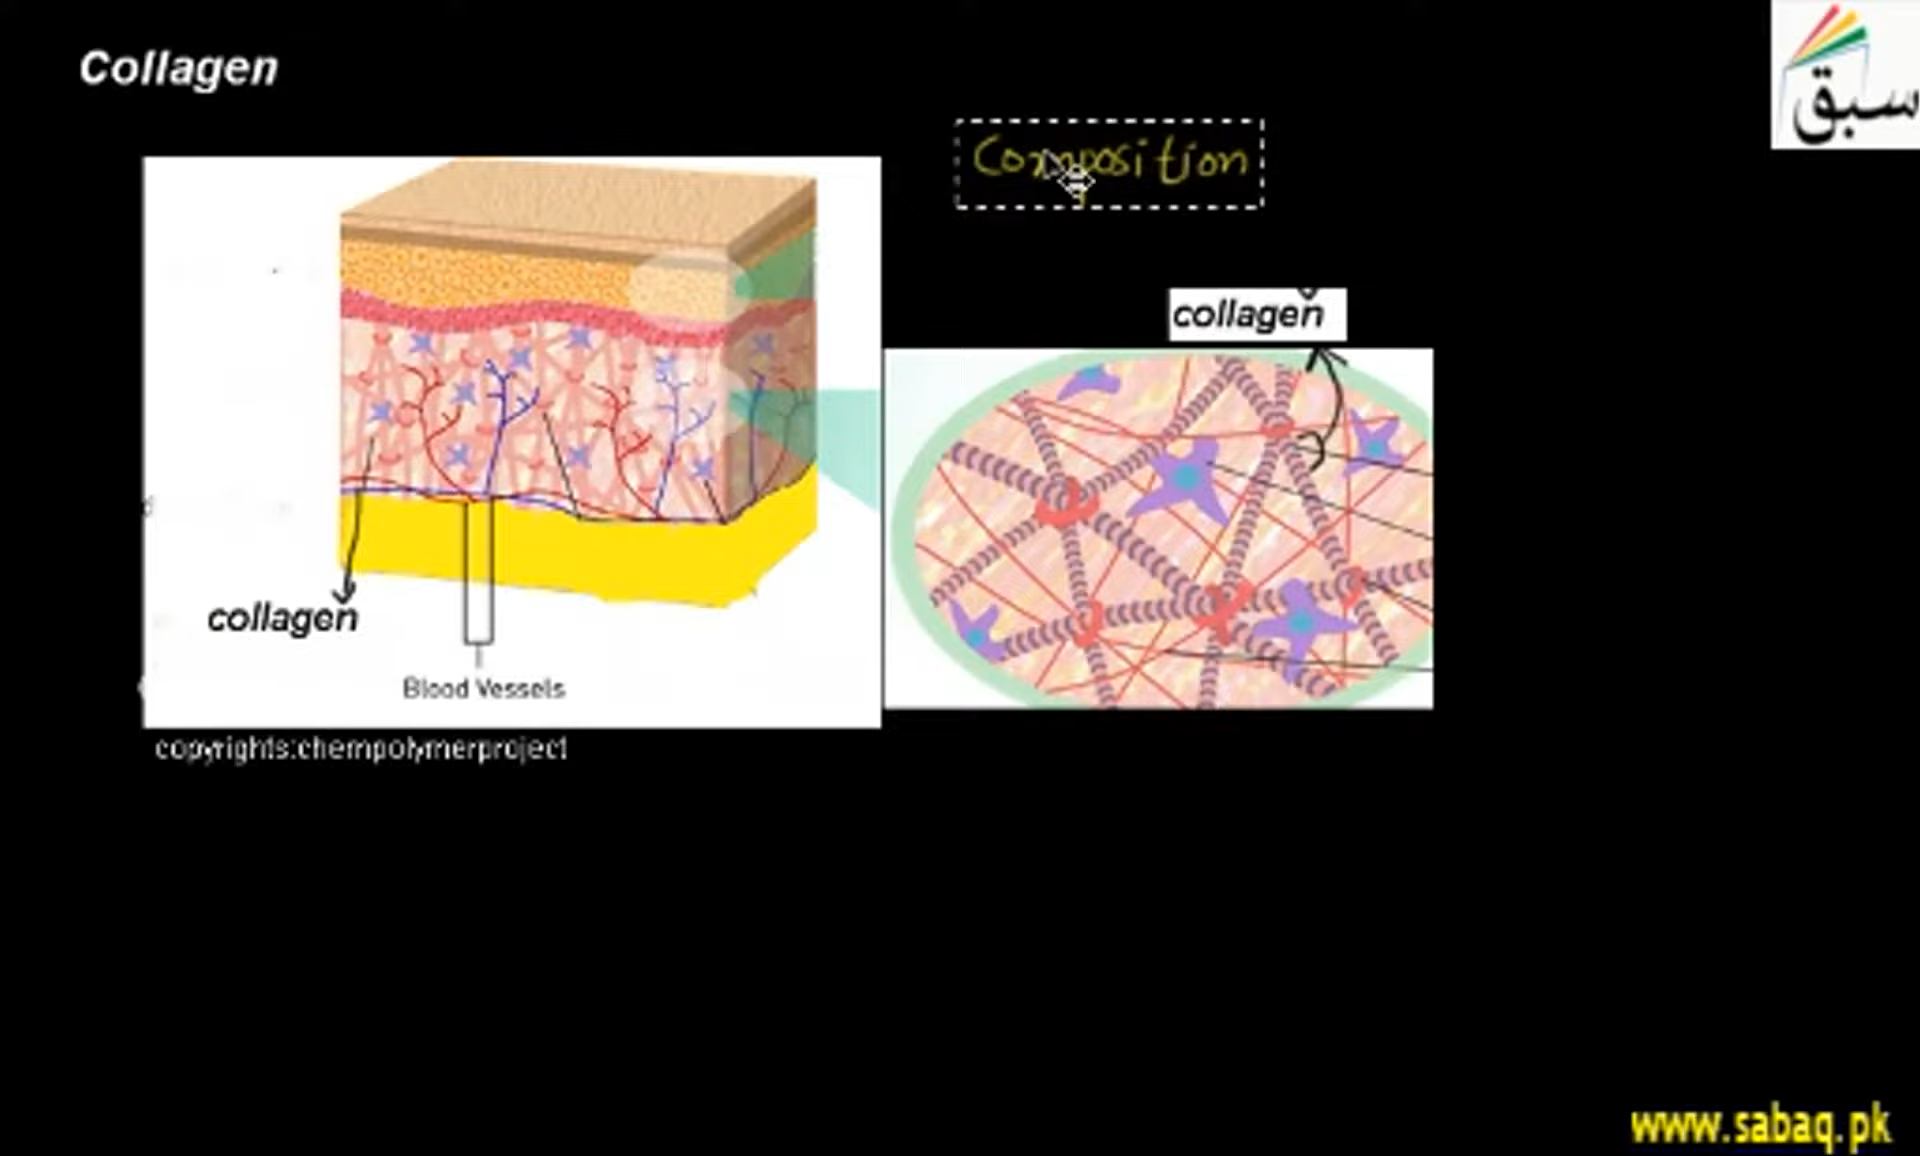 Collagen
سبق
Composition
collagen
collagen
Blood Vessels
copyrights:chempolymerproject
www.sabaq.pk